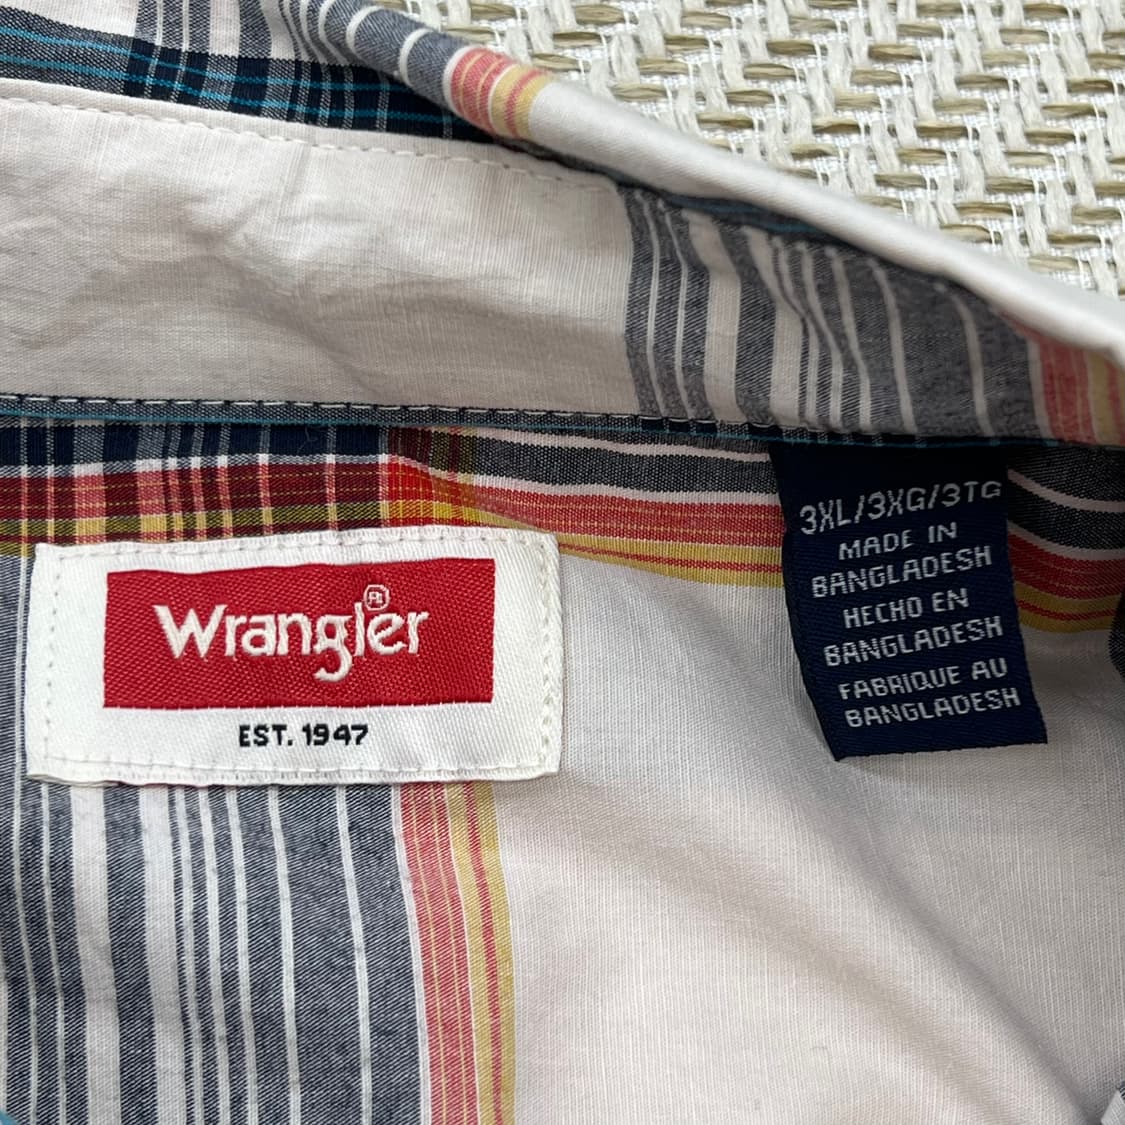 Wrangler®
EST. 1947
3XL/3XG/3TG
MADE IN
BANGLADESH
HECHO EN
BANGLADESH
FABRIQUE AU
BANGLADESH